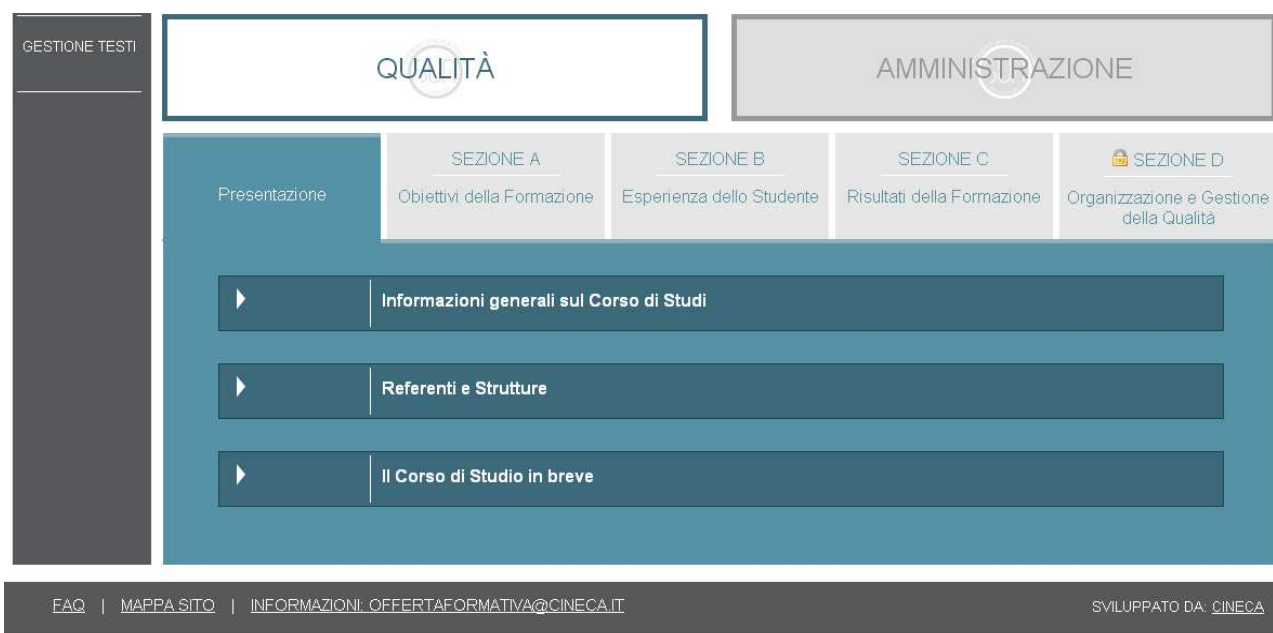 GESTIONE TESTI
QUALITÀ
AMMINISTRAZIONE
Presentazione
SEZIONE A
Obiettivi della Formazione
SEZIONE B
Esperienza dello Studente
SEZIONE C
Risultati della Formazione
SEZIONE D
Organizzazione e Gestione
della Qualità
Informazioni generali sul Corso di Studi
Referenti e Strutture
Il Corso di Studio in breve
FAQ | MAPPA SITO | INFORMAZIONI: OFFERTAFORMATIVA@CINECA.IT
SVILUPPATO DA: CINECA